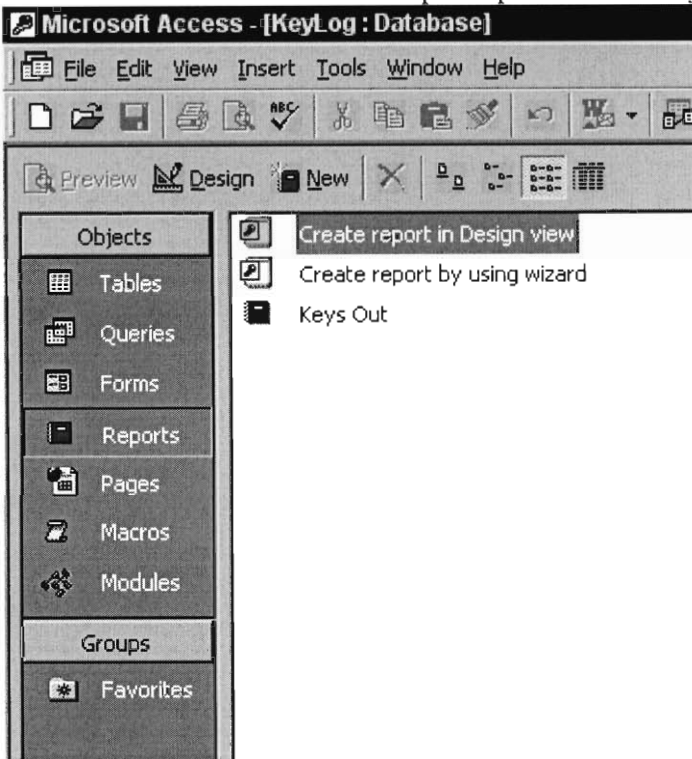 Microsoft Access - [KeyLog : Database]
File Edit View Insert Tools Window Help
ABC
W
Preview Design New
Objects
Create report in Design view
Tables
Create report by using wizard
Queries
Keys Out
Forms
Reports
Pages
Macros
Modules
Groups
Favorites